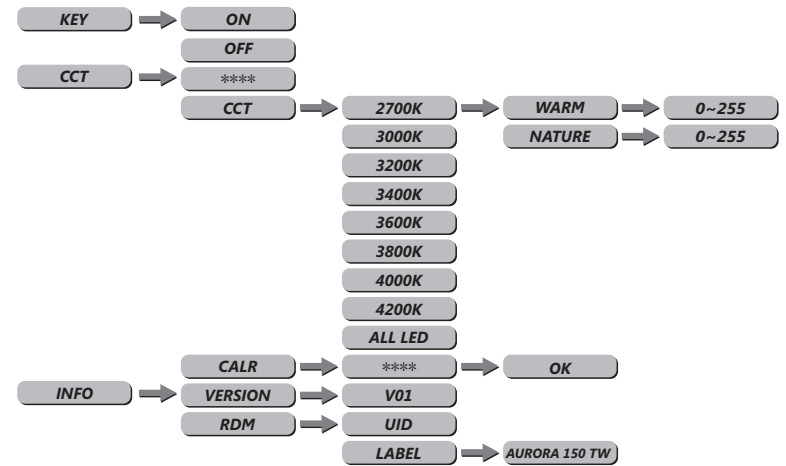 KEY ON
OFF
CCT ****
CCT 2700K WARM 0~255
3000K NATURE 0~255
3200K
3400K
3600K
3800K
4000K
4200K
ALL LED
CALR **** OK
INFO VERSION V01
RDM UID
LABEL AURORA 150 TW